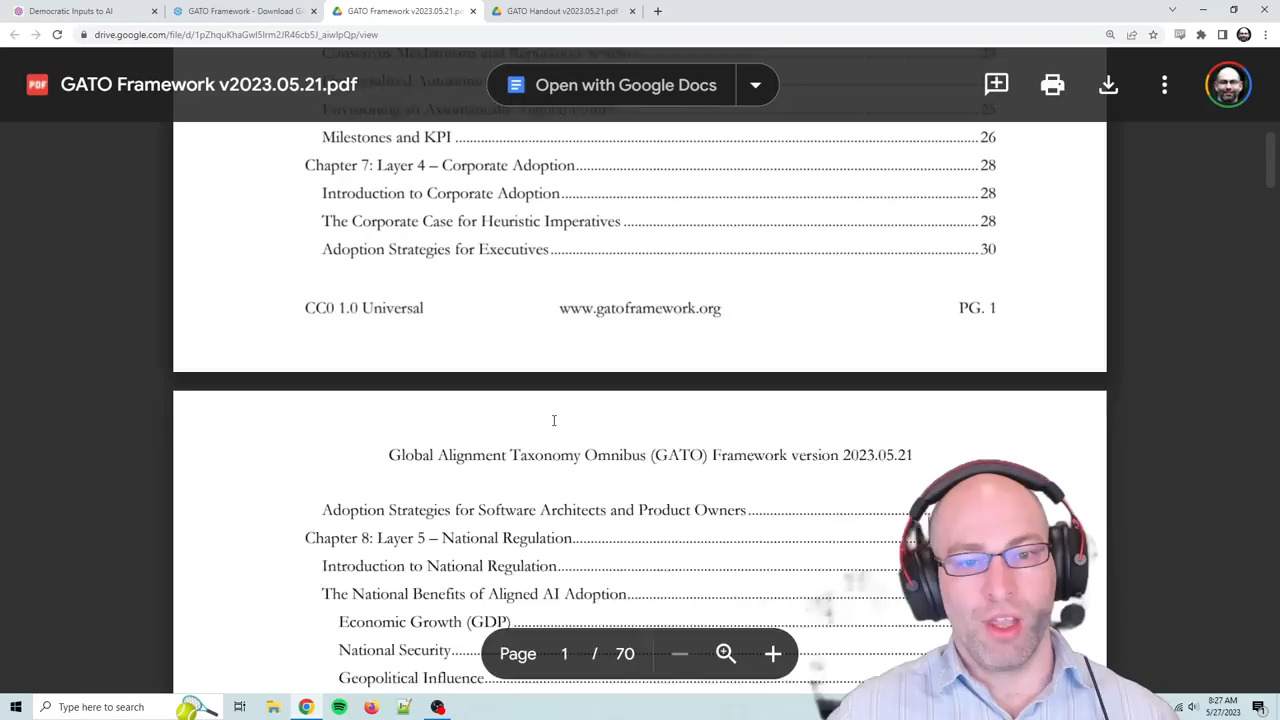 Democratic Inputs to AI
GATO Framework - Download G
GATO Framework v2023.05.21.pd
GATO Handout v2023.05.21.pdf -
drive.google.com/file/d/1pZhquKhaGwI5Irm2JR46cb5J_aiwIpQp/view
GATO Framework v2023.05.21.pdf
Open with Google Docs
25
Milestones and KPI 26
Chapter 7: Layer 4 – Corporate Adoption 28
Introduction to Corporate Adoption 28
The Corporate Case for Heuristic Imperatives 28
Adoption Strategies for Executives 30
CC0 1.0 Universal www.gatoframework.org PG. 1
Global Alignment Taxonomy Omnibus (GATO) Framework version 2023.05.21
Adoption Strategies for Software Architects and Product Owners
Chapter 8: Layer 5 – National Regulation
Introduction to National Regulation
The National Benefits of Aligned AI Adoption
Economic Growth (GDP)
National Security
Geopolitical Influence
Page 1 / 70
Type here to search
8:27 AM
5/27/2023